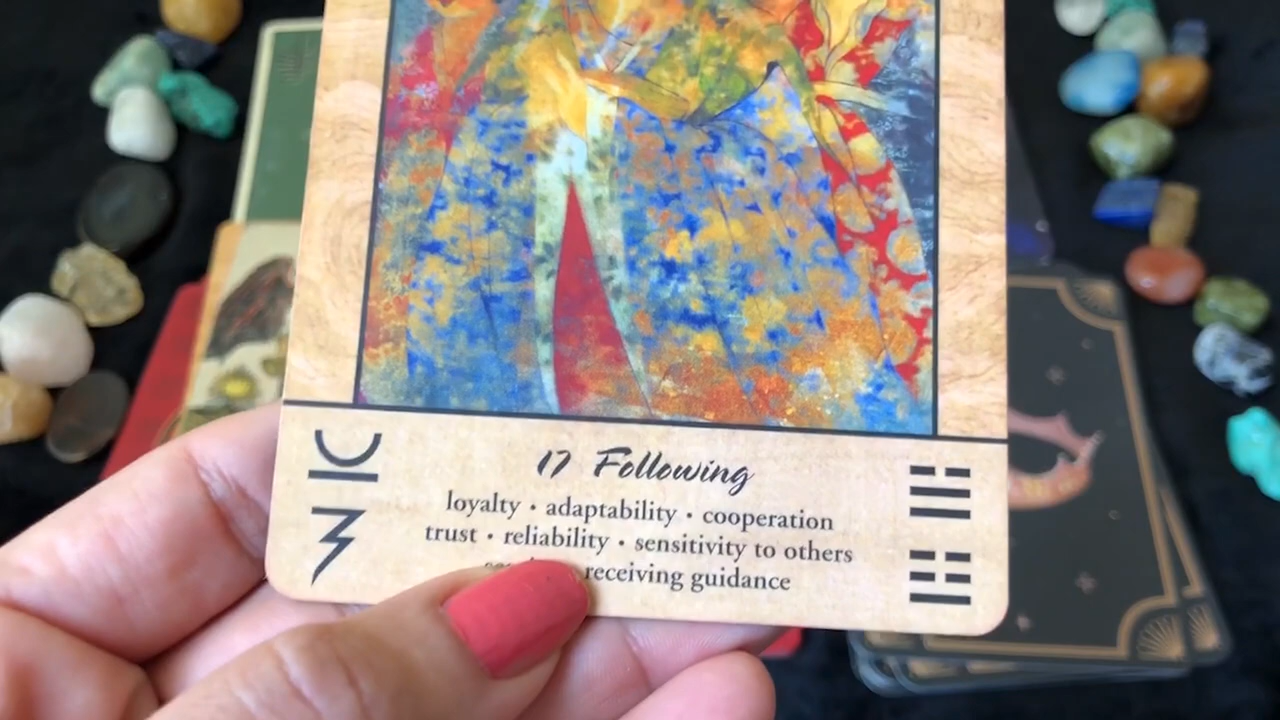 17 Following
loyalty • adaptability • cooperation
trust • reliability • sensitivity to others
receiving guidance